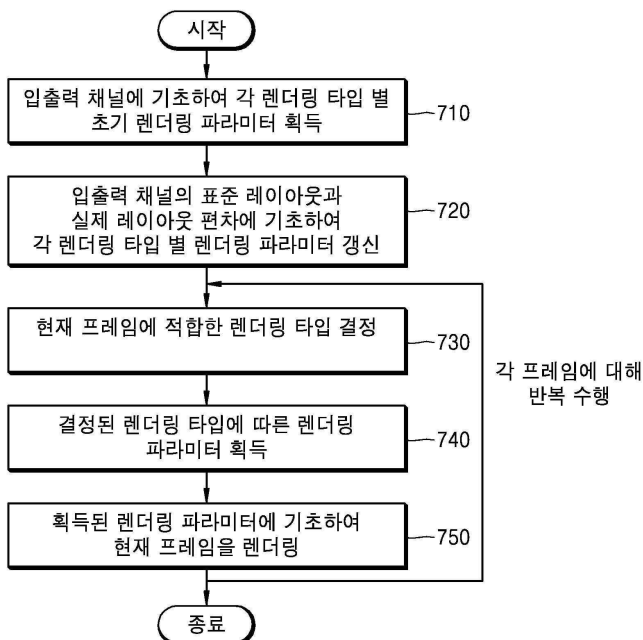 시작
입출력 채널에 기초하여 각 렌더링 타입 별
초기 렌더링 파라미터 획득
710
입출력 채널의 표준 레이아웃과
실제 레이아웃 편차에 기초하여
각 렌더링 타입 별 렌더링 파라미터 갱신
720
현재 프레임에 적합한 렌더링 타입 결정
730
각 프레임에 대해
반복 수행
결정된 렌더링 타입에 따른 렌더링
파라미터 획득
740
획득된 렌더링 파라미터에 기초하여
현재 프레임을 렌더링
750
종료